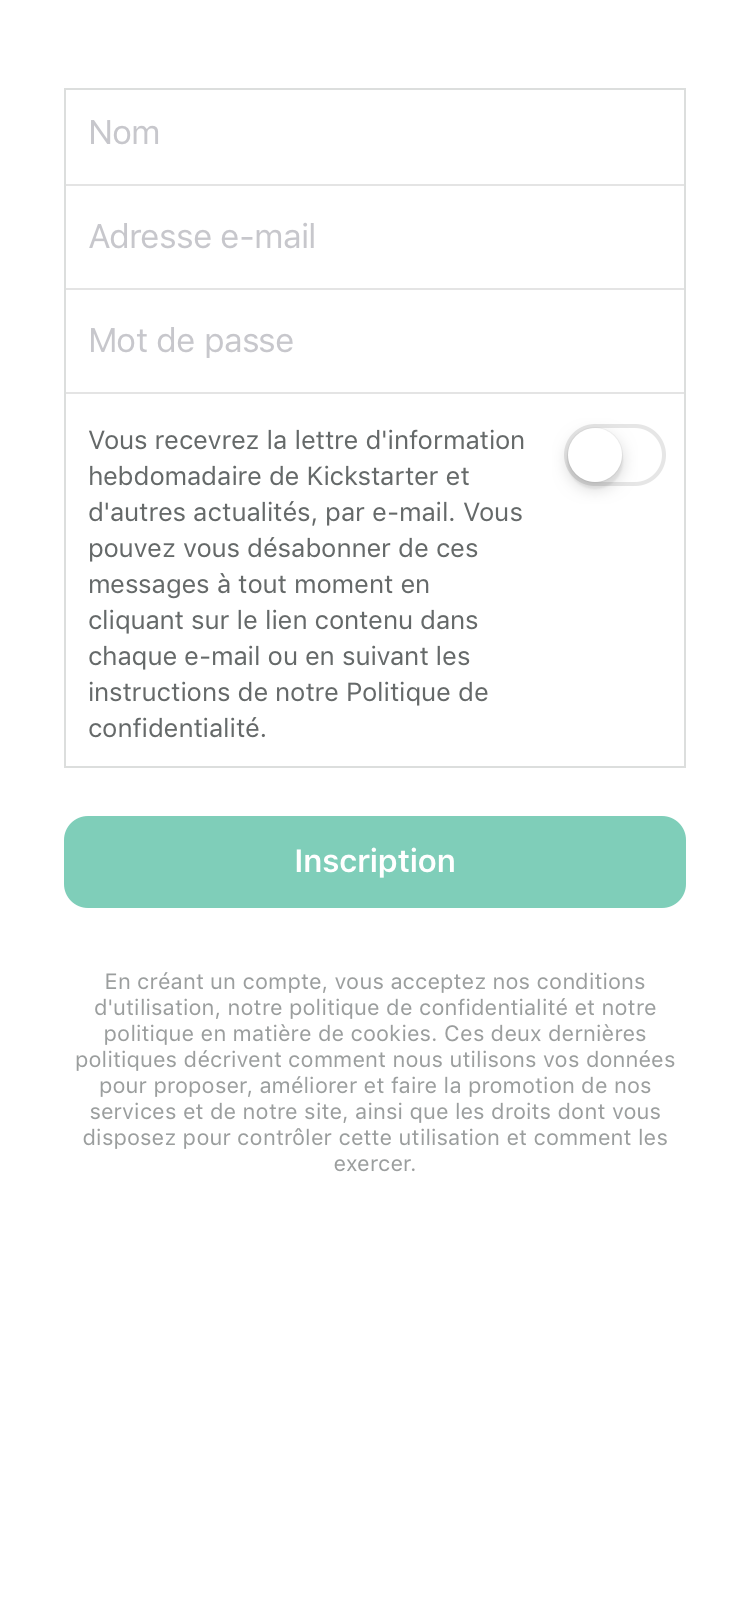 Nom
Adresse e-mail
Mot de passe
Vous recevrez la lettre d'information
hebdomadaire de Kickstarter et
d'autres actualités, par e-mail. Vous
pouvez vous désabonner de ces
messages à tout moment en
cliquant sur le lien contenu dans
chaque e-mail ou en suivant les
instructions de notre Politique de
confidentialité.
Inscription
En créant un compte, vous acceptez nos conditions
d'utilisation, notre politique de confidentialité et notre
politique en matière de cookies. Ces deux dernières
politiques décrivent comment nous utilisons vos données
pour proposer, améliorer et faire la promotion de nos
services et de notre site, ainsi que les droits dont vous
disposez pour contrôler cette utilisation et comment les
exercer.